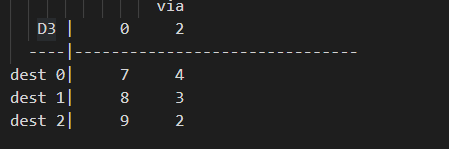 via
   D3 |    0     2
  ----|-----------------------------
dest 0|    7     4
dest 1|    8     3
dest 2|    9     2